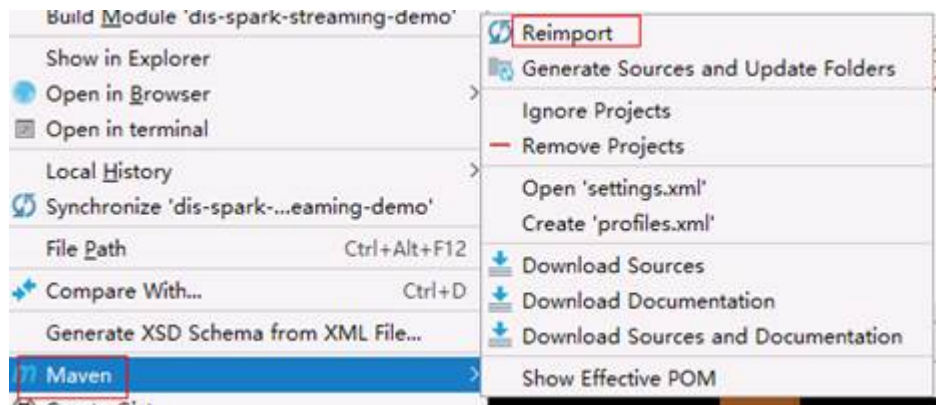 Build Module 'dis-spark-streaming-demo'
Show in Explorer
Open in Browser
Open in terminal
Local History
Synchronize 'dis-spark-...eaming-demo'
File Path Ctrl+Alt+F12
Compare With... Ctrl+D
Generate XSD Schema from XML File...
Maven
Reimport
Generate Sources and Update Folders
Ignore Projects
Remove Projects
Open 'settings.xml'
Create 'profiles.xml'
Download Sources
Download Documentation
Download Sources and Documentation
Show Effective POM